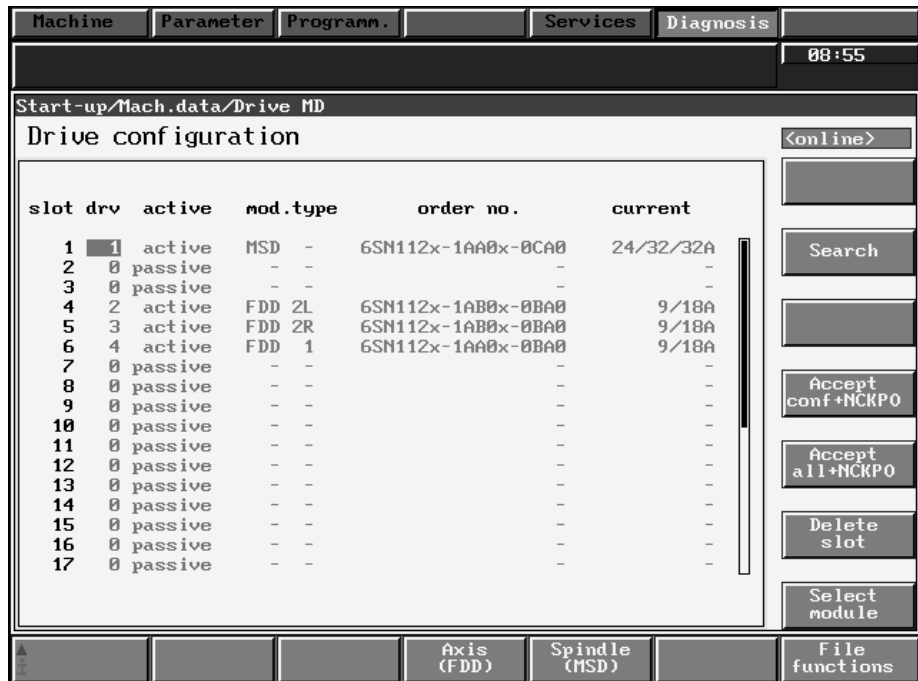 Machine Parameter Programm. Services Diagnosis
08:55
Start-up/Mach.data/Drive MD
Drive configuration <online>
slot drv active mod.type order no. current
1 1 active MSD - 6SN112x-1AA0x-0CA0 24/32/32A
2 0 passive - - - -
3 0 passive - - - -
4 2 active FDD 2L 6SN112x-1AB0x-0BA0 9/18A
5 3 active FDD 2R 6SN112x-1AB0x-0BA0 9/18A
6 4 active FDD 1 6SN112x-1AA0x-0BA0 9/18A
7 0 passive - - - -
8 0 passive - - - -
9 0 passive - - - -
10 0 passive - - - -
11 0 passive - - - -
12 0 passive - - - -
13 0 passive - - - -
14 0 passive - - - -
15 0 passive - - - -
16 0 passive - - - -
17 0 passive - - - -
Search
Accept
conf+NCKPO
Accept
all+NCKPO
Delete
slot
Select
module
i
Axis
(FDD)
Spindle
(MSD)
File
functions